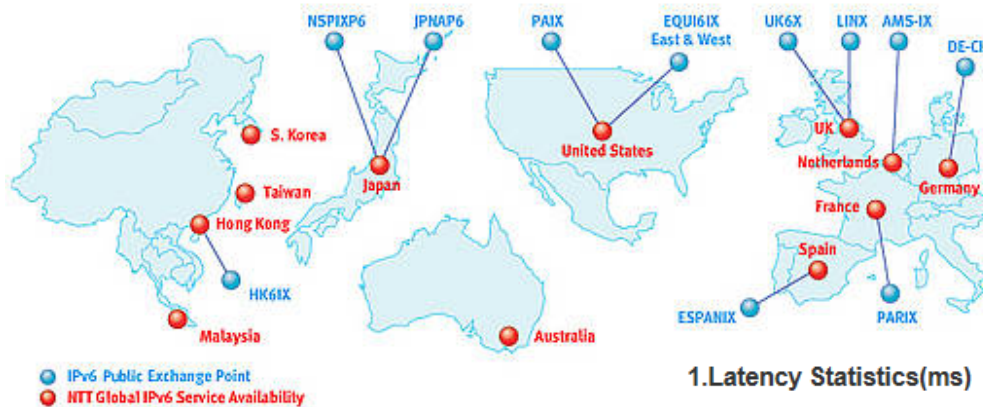 NSPIXP6
JPNAP6
PAIX
EQUI6IX
East & West
UK6X
LINX
AMS-IX
DE-CI
S. Korea
UK
United States
Netherlands
Japan
Germany
Taiwan
France
Hong Kong
Spain
HK6IX
ESPANIX
PARIX
Malaysia
Australia
IPv6 Public Exchange Point
NTT Global IPv6 Service Availability
1.Latency Statistics(ms)